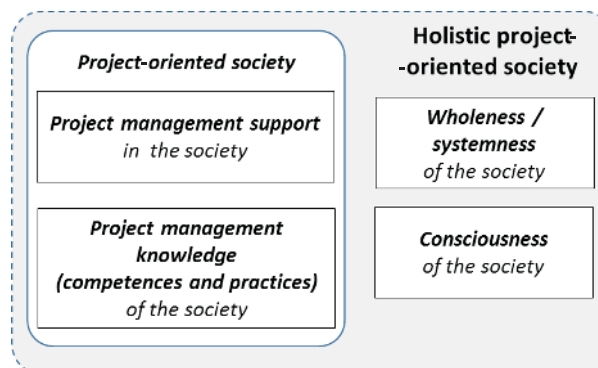 Project-oriented society
Project management support
in the society
Project management
knowledge
(competences and practices)
of the society
Holistic project-
-oriented society
Wholeness /
systemness
of the society
Consciousness
of the society